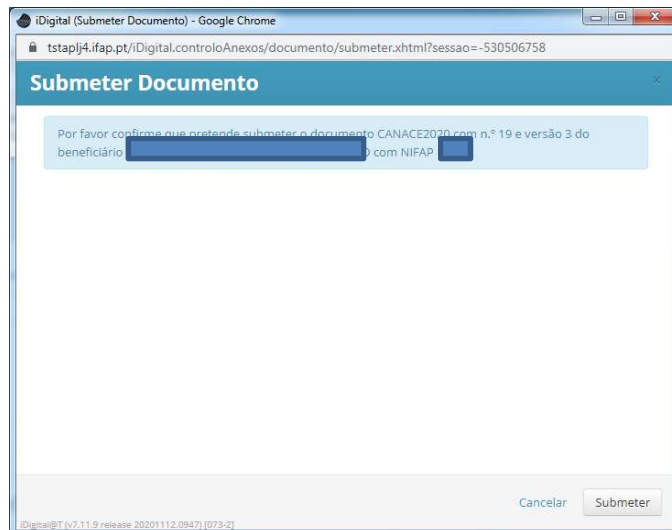 iDigital (Submeter Documento) - Google Chrome
tstaplj4.ifap.pt/iDigital.controloAnexos/documento/submeter.xhtml?sessao=-530506758
Submeter Documento
Por favor confirme que pretende submeter o documento CANACE2020 com n.º 19 e versão 3 do
beneficiário com NIFAP
Cancelar Submeter
iDigital@T (v7.11.9 release 20201112.0947) [073-2]